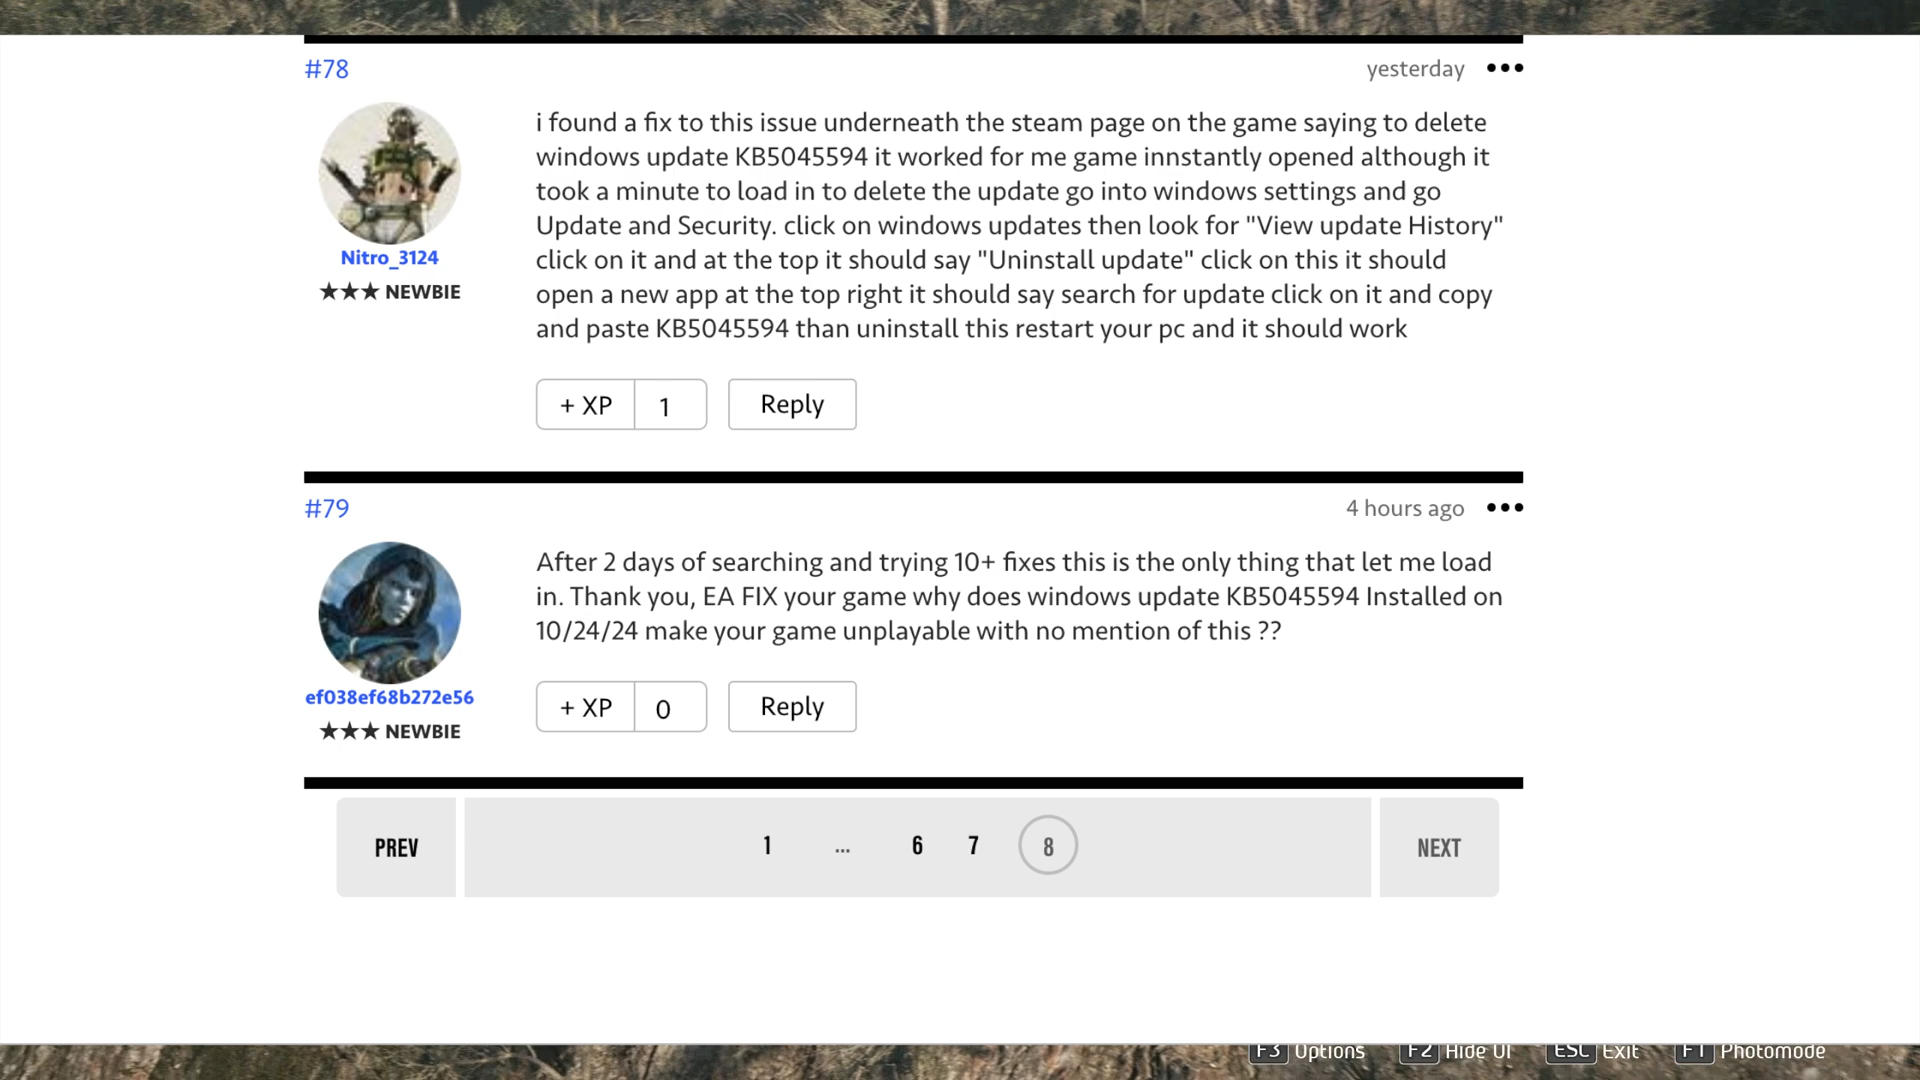 #78
yesterday •••
i found a fix to this issue underneath the steam page on the game saying to delete
windows update KB5045594 it worked for me game innstantly opened although it
took a minute to load in to delete the update go into windows settings and go
Update and Security. click on windows updates then look for "View update History"
click on it and at the top it should say "Uninstall update" click on this it should
open a new app at the top right it should say search for update click on it and copy
and paste KB5045594 than uninstall this restart your pc and it should work
Nitro_3124
★★★ NEWBIE
+ XP 1 Reply
#79
4 hours ago •••
After 2 days of searching and trying 10+ fixes this is the only thing that let me load
in. Thank you, EA FIX your game why does windows update KB5045594 Installed on
10/24/24 make your game unplayable with no mention of this ??
ef038ef68b272e56
★★★ NEWBIE
+ XP 0 Reply
PREV 1 ... 6 7 8 NEXT
F3 Options F2 Hide UI ESC Exit F1 Photomode